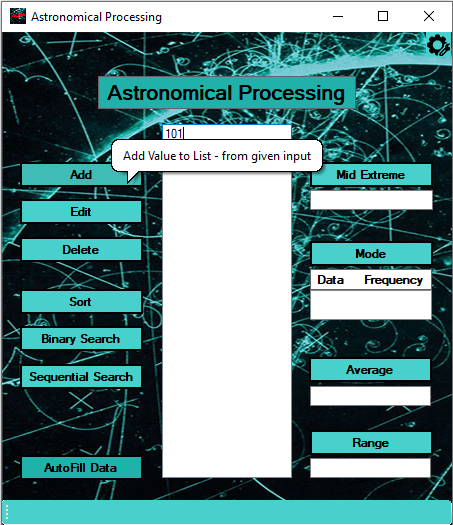 Astronomical Processing
Astronomical Processing
101
Add Value to List - from given input
Add
Edit
Delete
Sort
Binary Search
Sequential Search
AutoFill Data
Mid Extreme
Mode
Data Frequency
Average
Range